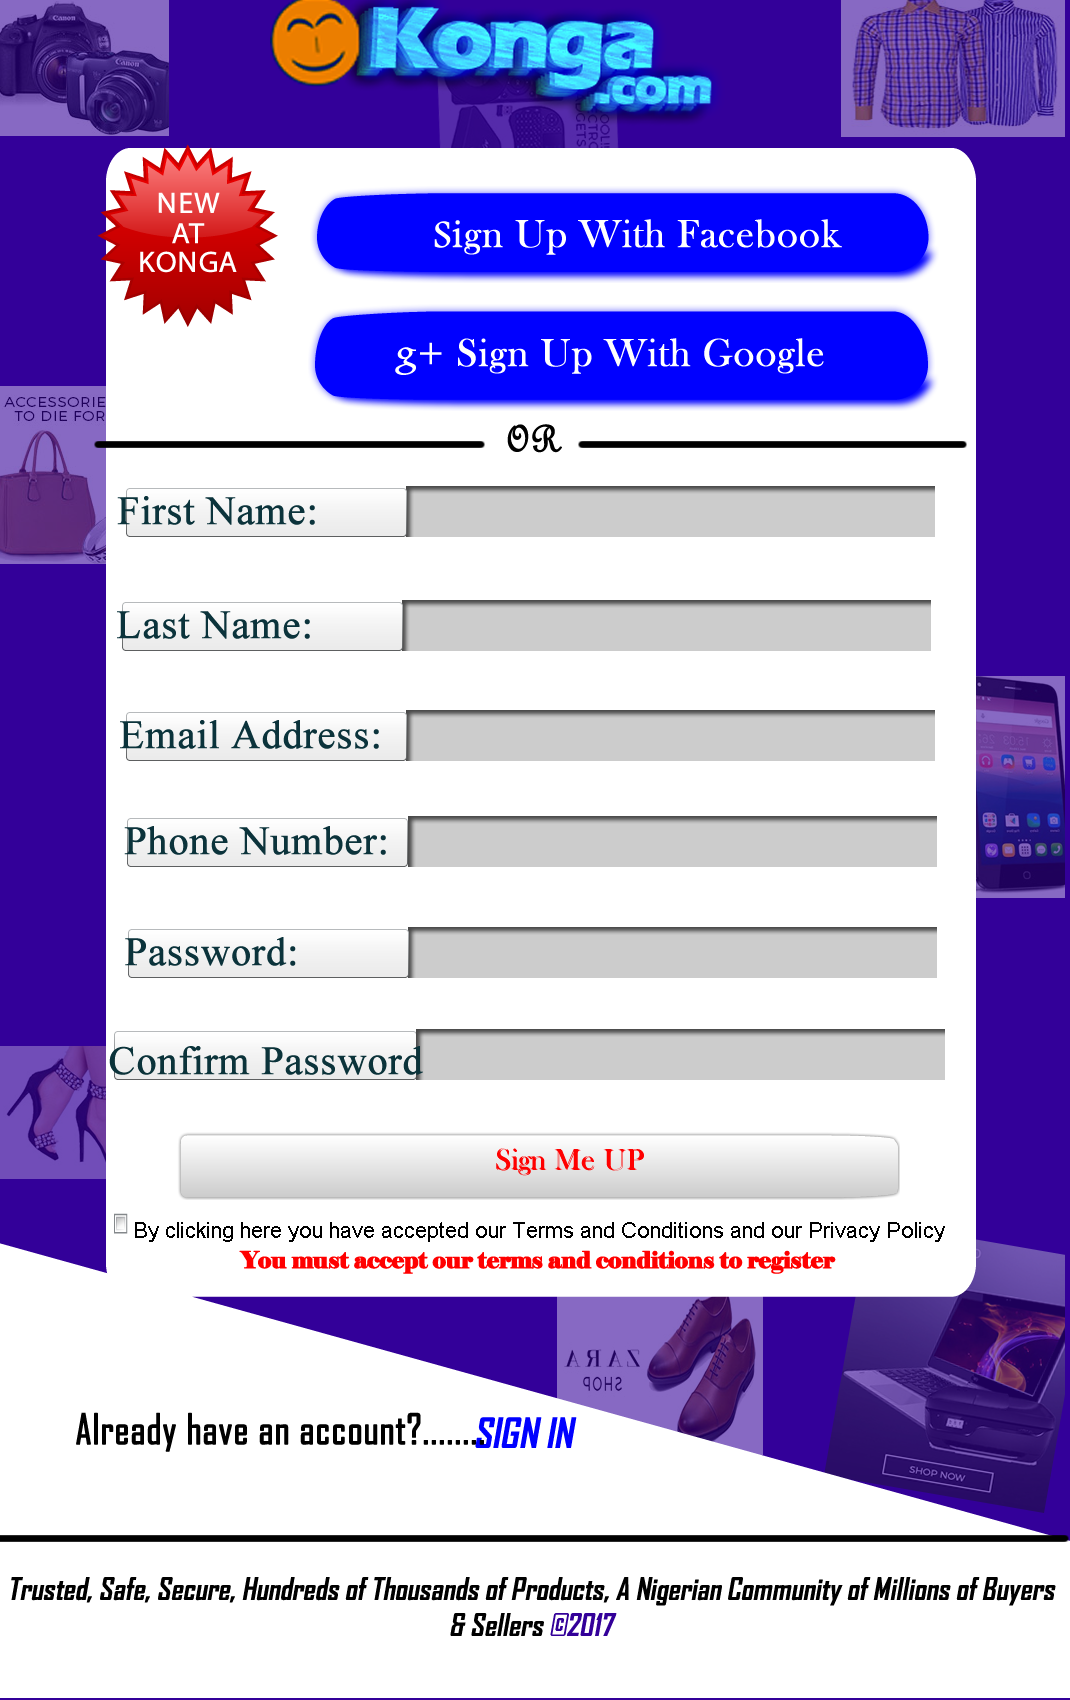 Canon
Canon
Konga
.com
NEW
AT
KONGA
Sign Up With Facebook
g+ Sign Up With Google
ACCESSORIE
TO DIE FOR
OR
First Name:
Last Name:
Email Address:
Phone Number:
Password:
Confirm Password
Sign Me UP
By clicking here you have accepted our Terms and Conditions and our Privacy Policy
You must accept our terms and conditions to register
ZARA
SHOP
Already have an account?........SIGN IN
SHOP NOW
Trusted, Safe, Secure, Hundreds of Thousands of Products, A Nigerian Community of Millions of Buyers
& Sellers ©2017